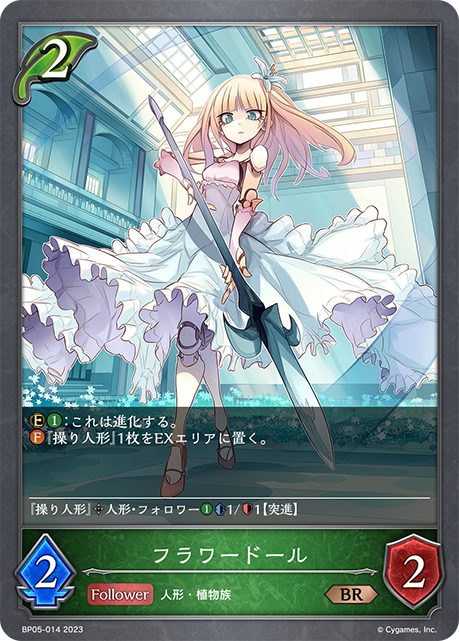 2
E 1:これは進化する。
F 『操り人形』1枚をEXエリアに置く。
『操り人形』 人形・フォロワー 1 1/ 1【突進】
フラワードール
2 Follower 人形・植物族 BR 2
BP05-014 2023 © Cygames, Inc.